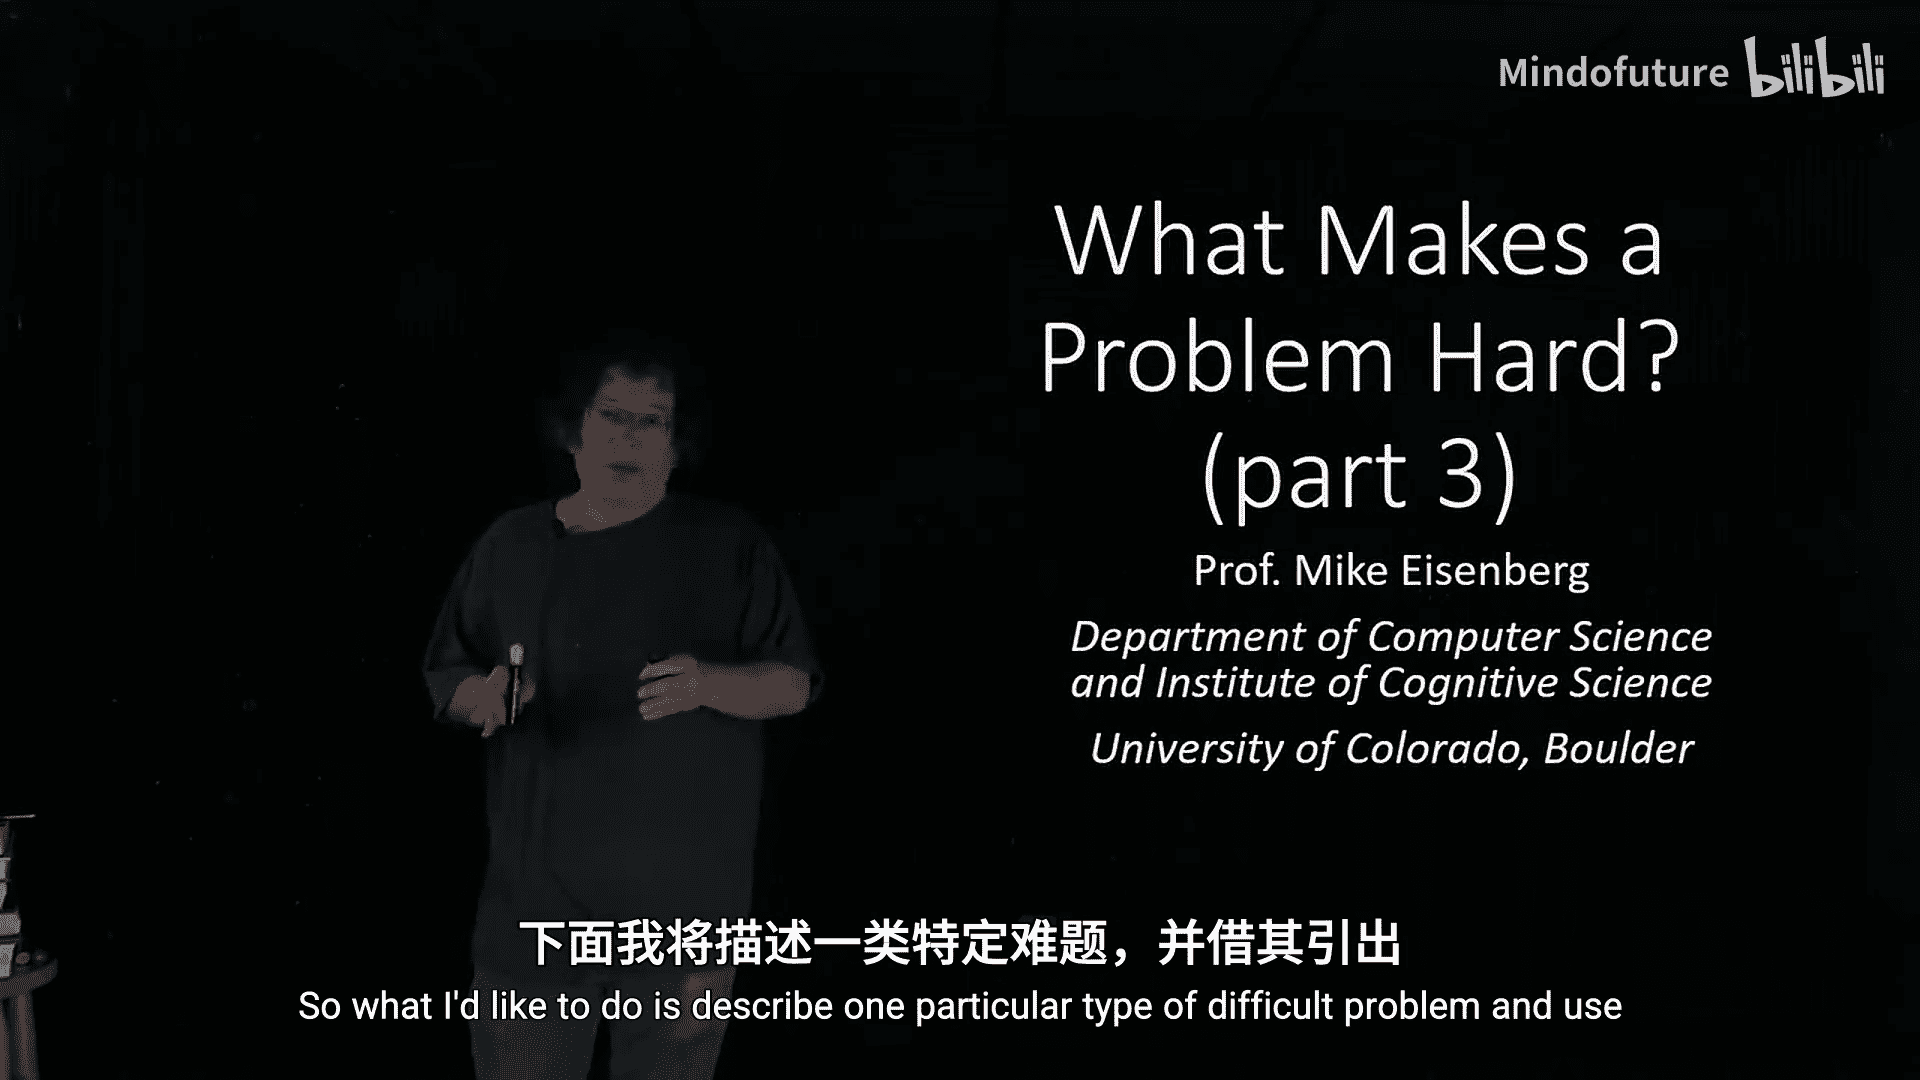 Mindofuture bilibili
What Makes a
Problem Hard?
(part 3)
Prof. Mike Eisenberg
Department of Computer Science
and Institute of Cognitive Science
University of Colorado, Boulder
下面我将描述一类特定难题，并借其引出
So what I'd like to do is describe one particular type of difficult problem and use